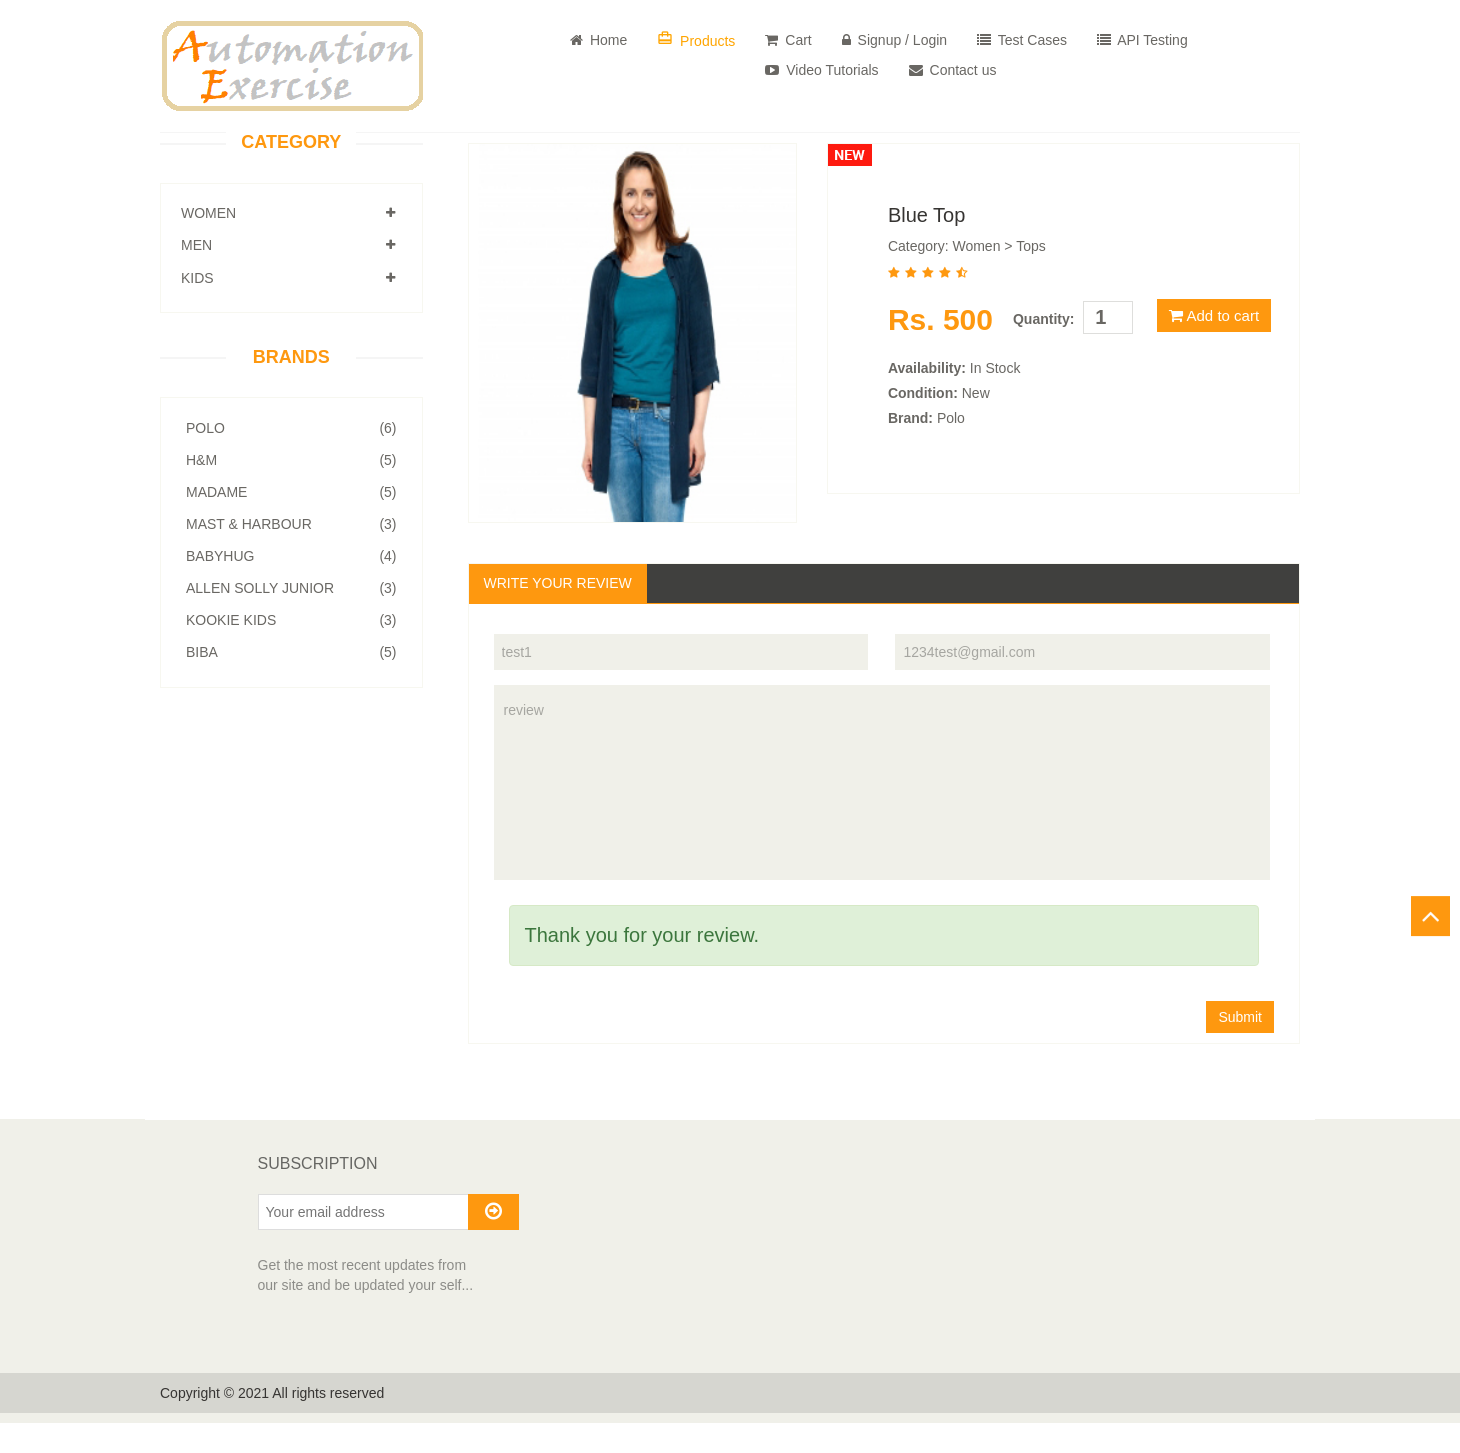 Automation
Exercise
Home
Products
Cart
Signup / Login
Test Cases
API Testing
Video Tutorials
Contact us
CATEGORY
WOMEN
MEN
KIDS
BRANDS
POLO (6)
H&M (5)
MADAME (5)
MAST & HARBOUR (3)
BABYHUG (4)
ALLEN SOLLY JUNIOR (3)
KOOKIE KIDS (3)
BIBA (5)
NEW
Blue Top
Category: Women > Tops
Rs. 500 Quantity: 1 Add to cart
Availability: In Stock
Condition: New
Brand: Polo
WRITE YOUR REVIEW
test1
1234test@gmail.com
review
Thank you for your review.
Submit
SUBSCRIPTION
Your email address
Get the most recent updates from
our site and be updated your self...
Copyright © 2021 All rights reserved